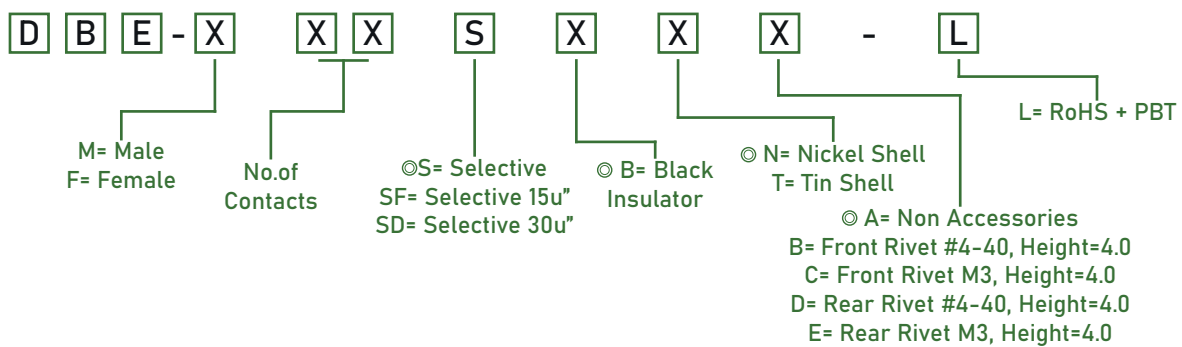 D B E - X X X S X X X - L
M= Male
F= Female
No.of
Contacts
◎S= Selective
SF= Selective 15u"
SD= Selective 30u"
◎ B= Black
Insulator
◎ N= Nickel Shell
T= Tin Shell
◎ A= Non Accessories
B= Front Rivet #4-40, Height=4.0
C= Front Rivet M3, Height=4.0
D= Rear Rivet #4-40, Height=4.0
E= Rear Rivet M3, Height=4.0
L= RoHS + PBT